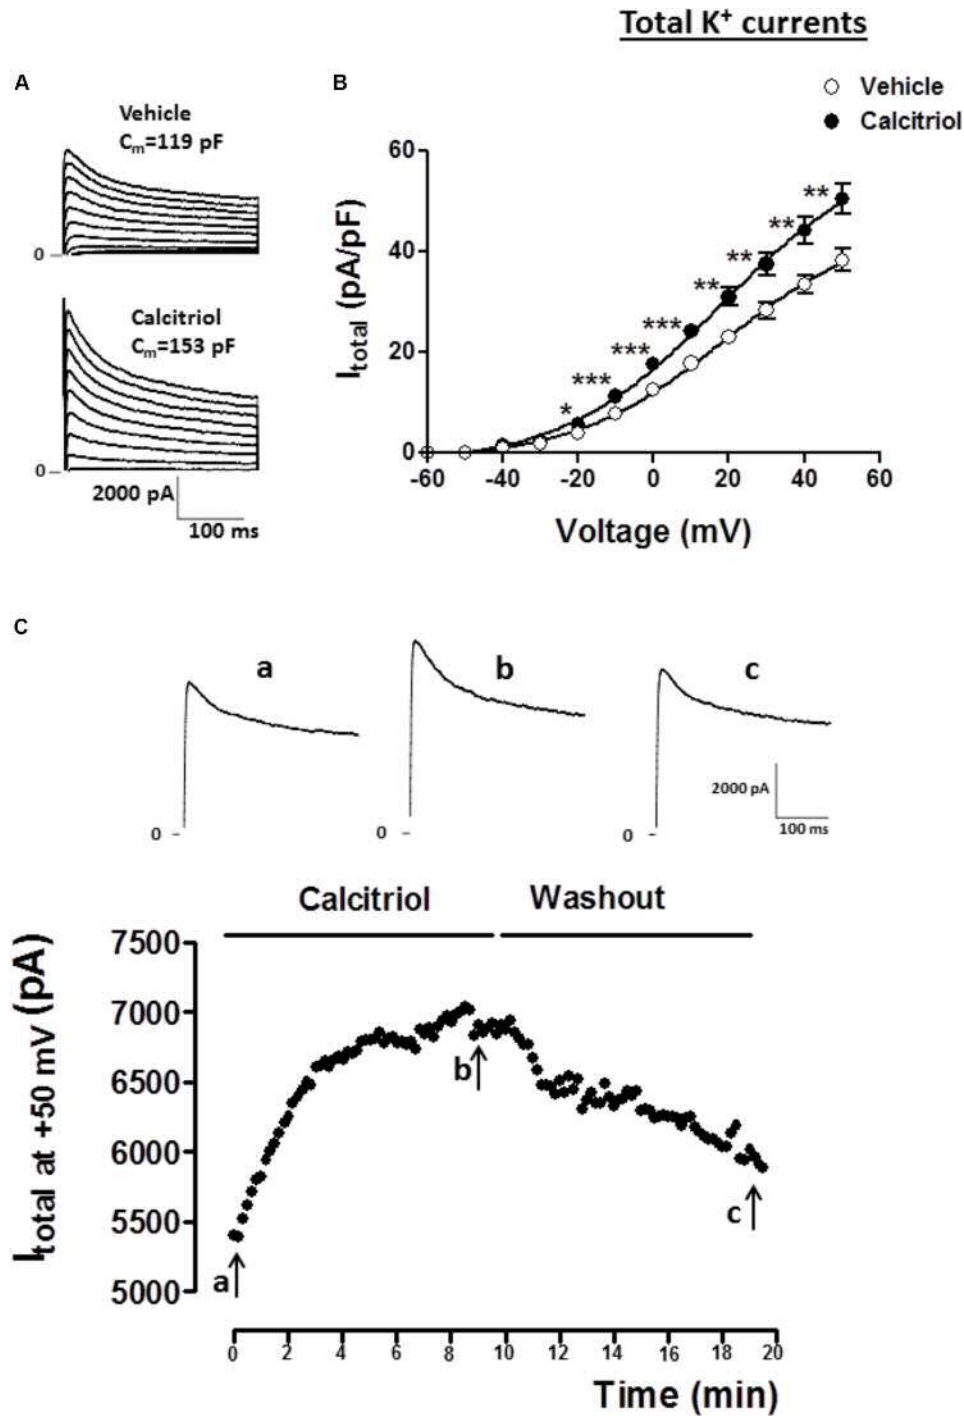 Total K⁺ currents
A
B
Vehicle
Cm=119 pF
0
Calcitriol
Cm=153 pF
0
2000 pA
100 ms
Vehicle
Calcitriol
Itotal (pA/pF)
60
40
20
0
*
***
***
***
**
**
**
**
-60
-40
-20
0
20
40
60
Voltage (mV)
C
a
b
c
0
0
0
2000 pA
100 ms
Calcitriol
Washout
Itotal at +50 mV (pA)
7500
7000
6500
6000
5500
5000
a
b
c
0
2
4
6
8
10
12
14
16
18
20
Time (min)